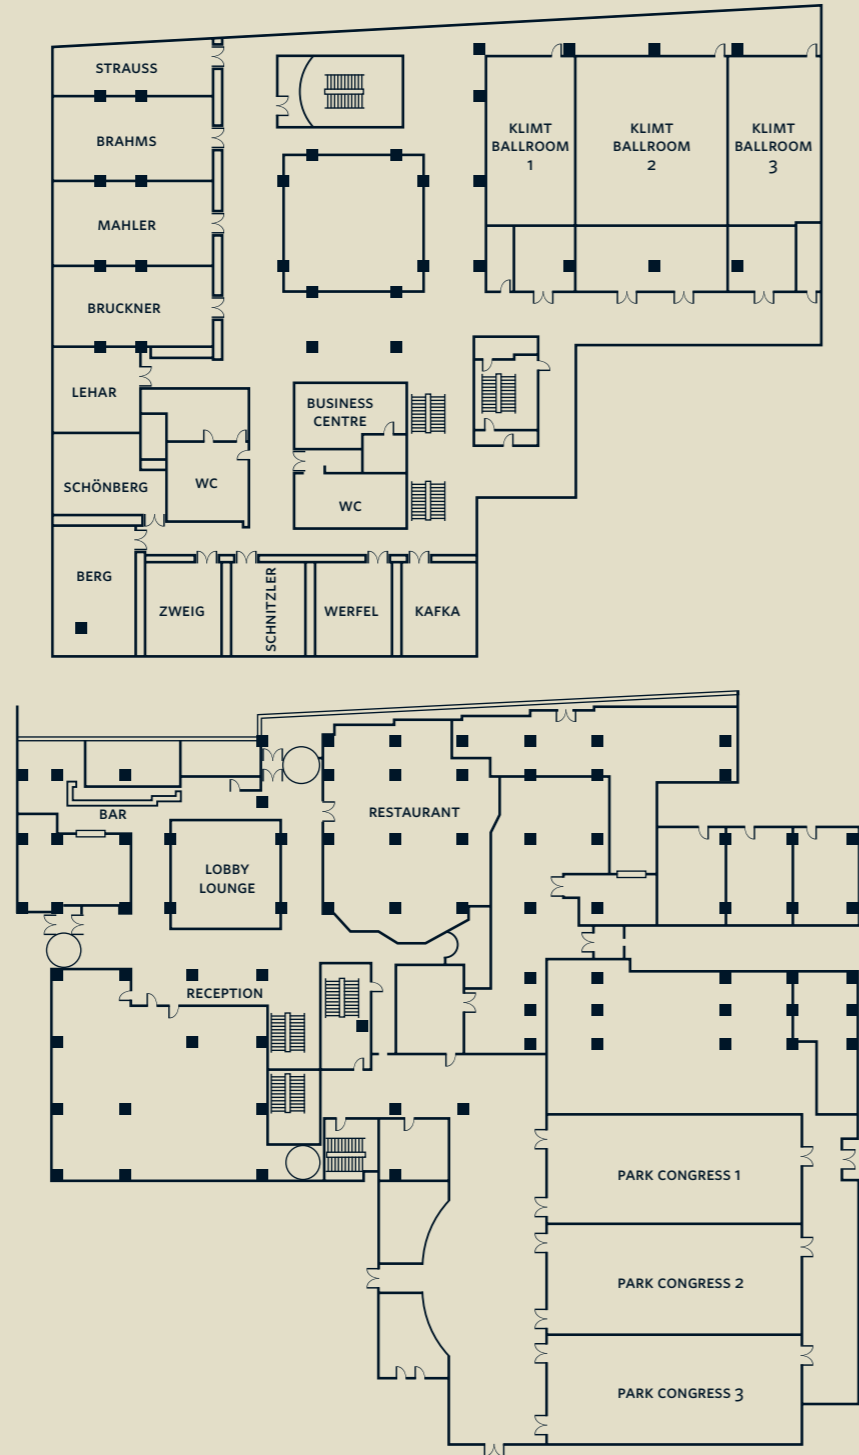 STRAUSS
BRAHMS
MAHLER
BRUCKNER
LEHAR
SCHÖNBERG
BERG
WC
BUSINESS
CENTRE
WC
ZWEIG
SCHNITZLER
WERFEL
KAFKA
KLIMT
BALLROOM
1
KLIMT
BALLROOM
2
KLIMT
BALLROOM
3
BAR
LOBBY
LOUNGE
RESTAURANT
RECEPTION
PARK CONGRESS 1
PARK CONGRESS 2
PARK CONGRESS 3